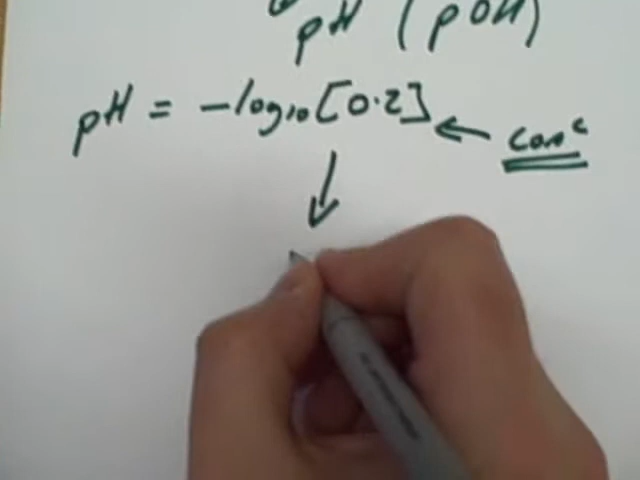 pH (pOH)
pH = -log₁₀[0.2] ← conᶜ